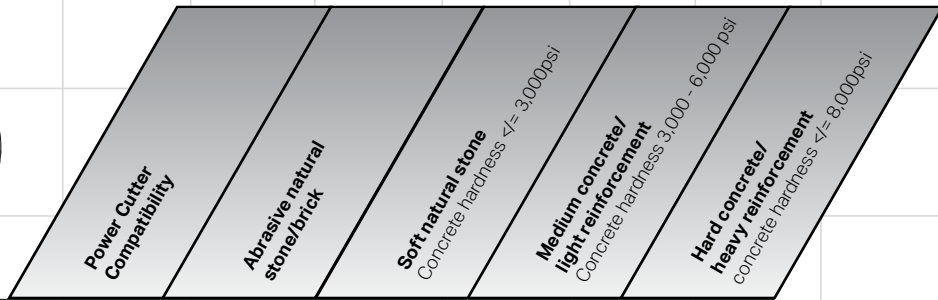 Power Cutter
Compatibility
Abrasive natural
stone/brick
Soft natural stone
Concrete hardness </= 3,000psi
Medium concrete/
light reinforcement
Concrete hardness 3,000 - 6,000 psi
Hard concrete/
heavy reinforcement
concrete hardness </= 8,000psi